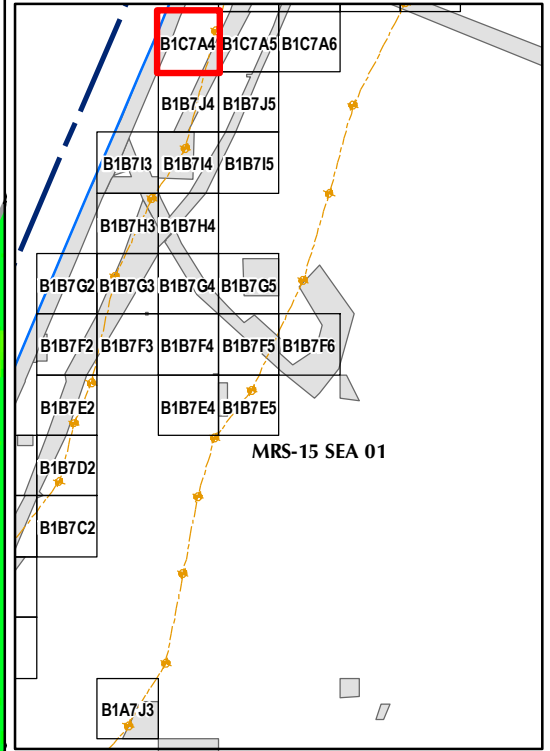 B1C7A4 B1C7A5 B1C7A6
B1B7J4 B1B7J5
B1B7I3 B1B7I4 B1B7I5
B1B7H3 B1B7H4
B1B7G2 B1B7G3 B1B7G4 B1B7G5
B1B7F2 B1B7F3 B1B7F4 B1B7F5 B1B7F6
B1B7E2 B1B7E4 B1B7E5
MRS-15 SEA 01
B1B7D2
B1B7C2
B1A7J3